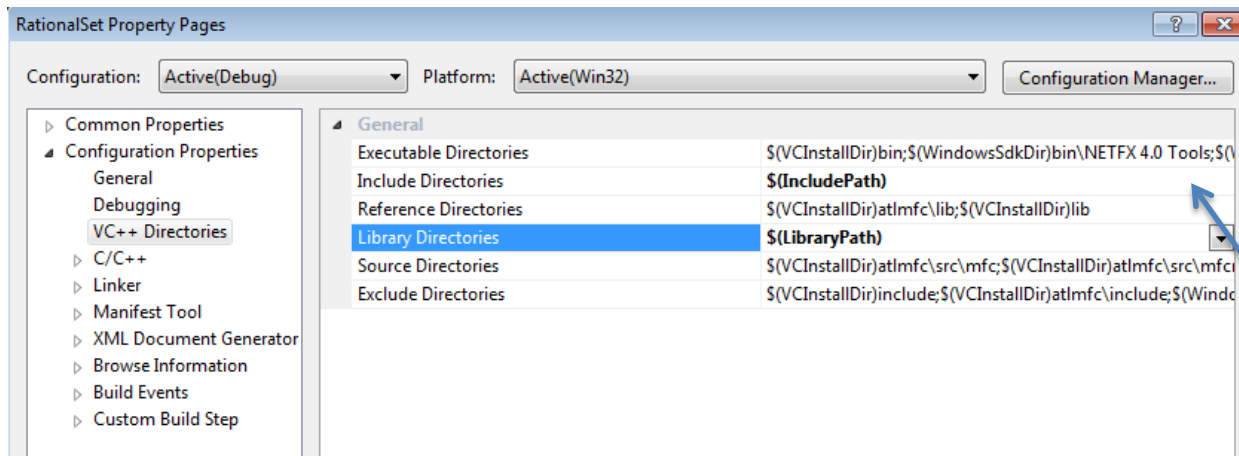 RationalSet Property Pages
Configuration: Active(Debug) Platform: Active(Win32) Configuration Manager...
Common Properties
Configuration Properties
General
Debugging
VC++ Directories
C/C++
Linker
Manifest Tool
XML Document Generator
Browse Information
Build Events
Custom Build Step
General
Executable Directories $(VCInstallDir)bin;$(WindowsSdkDir)bin\NETFX 4.0 Tools;$(
Include Directories $(IncludePath)
Reference Directories $(VCInstallDir)atlmfc\lib;$(VCInstallDir)lib
Library Directories $(LibraryPath)
Source Directories $(VCInstallDir)atlmfc\src\mfc;$(VCInstallDir)atlmfc\src\mfc
Exclude Directories $(VCInstallDir)include;$(VCInstallDir)atlmfc\include;$(Wind